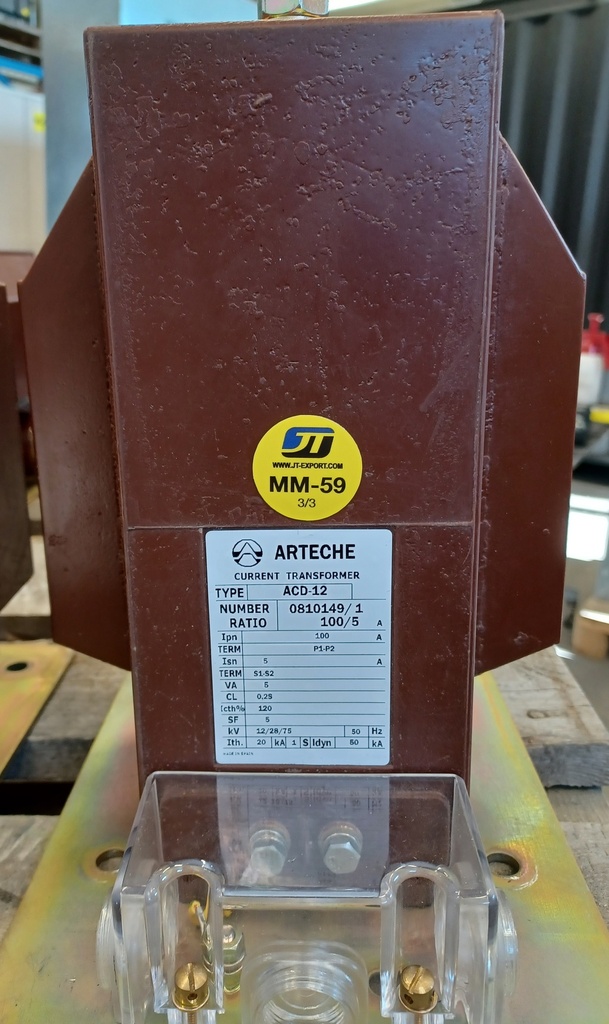 JT
WWW.JT-EXPORT.COM
MM-59
3/3
ARTECHE
CURRENT TRANSFORMER
TYPE ACD-12
NUMBER 0810149/1
RATIO 100/5 A
Ipn 100 A
TERM P1-P2
Isn 5 A
TERM S1-S2
VA 5
CL 0,2S
Icth% 120
SF 5
kV 12/28/75 50 Hz
Ith. 20 kA 1 S Idyn 50 kA
MADE IN SPAIN